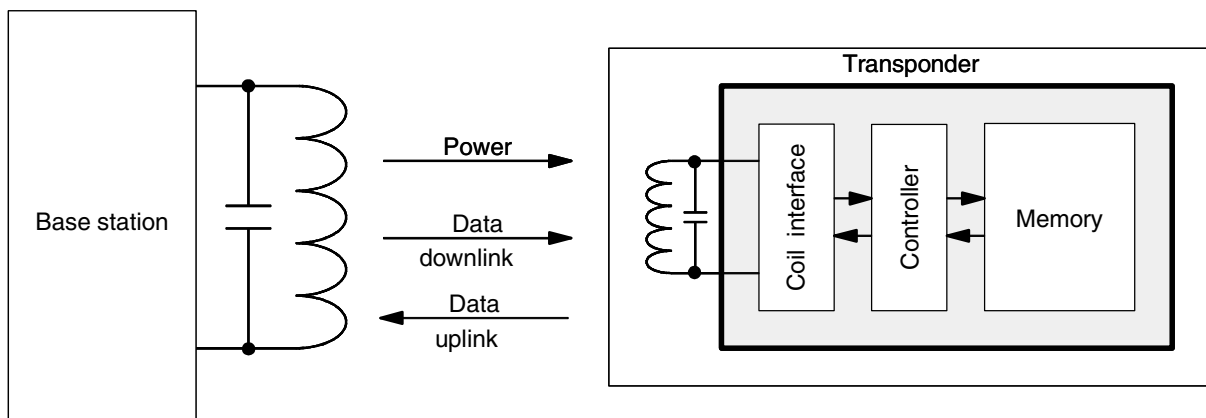 Base station
Power
Data
downlink
Data
uplink
Transponder
Coil interface
Controller
Memory